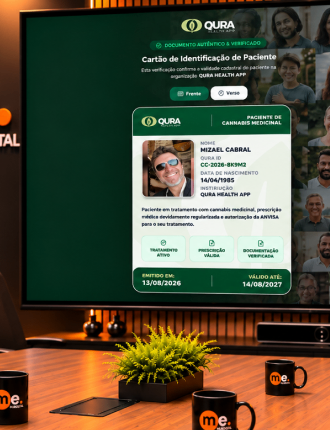 QURA
HEALTH APP
DOCUMENTO AUTÊNTICO & VERIFICADO
Cartão de Identificação de Paciente
Esta verificação confirma a validade cadastral do paciente na
organização QURA HEALTH APP
Frente
Verso
QURA
PACIENTE DE
CANNABIS MEDICINAL
NOME
MIZAEL CABRAL
QURA ID
CC-2026-BK9M2
DATA DE NASCIMENTO
14/04/1985
INSTITUIÇÃO
QURA HEALTH APP
Paciente em tratamento com cannabis medicinal, prescrição
médica devidamente regularizada e autorização da ANVISA
para o seu tratamento.
TRATAMENTO
ATIVO
PRESCRIÇÃO
VÁLIDA
DOCUMENTAÇÃO
VERIFICADA
EMITIDO EM:
13/08/2026
VÁLIDO ATÉ:
14/08/2027
me.
me.
me.